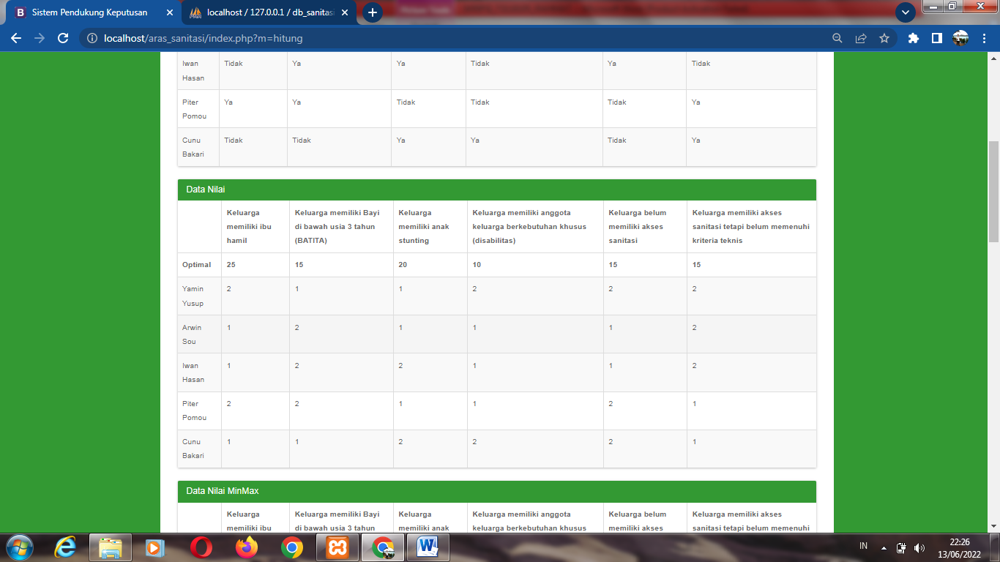 Sistem Pendukung Keputusan
localhost / 127.0.0.1 / db_sanitasi
localhost/aras_sanitasi/index.php?m=hitung
Iwan Hasan Tidak Ya Ya Tidak Ya Tidak
Piter Pomou Ya Ya Tidak Tidak Tidak Ya
Cunu Bakari Tidak Tidak Ya Ya Tidak Ya
Data Nilai
Keluarga memiliki ibu hamil Keluarga memiliki Bayi di bawah usia 3 tahun (BATITA) Keluarga memiliki anak stunting Keluarga memiliki anggota keluarga berkebutuhan khusus (disabilitas) Keluarga belum memiliki akses sanitasi Keluarga memiliki akses sanitasi tetapi belum memenuhi kriteria teknis
Optimal 25 15 20 10 15 15
Yamin Yusup 2 1 1 2 2 2
Arwin Sou 1 2 1 1 1 2
Iwan Hasan 1 2 2 1 1 2
Piter Pomou 2 2 1 1 2 1
Cunu Bakari 1 1 2 2 2 1
Data Nilai MinMax
Keluarga memiliki ibu Keluarga memiliki Bayi di bawah usia 3 tahun Keluarga memiliki anak Keluarga memiliki anggota keluarga berkebutuhan khusus Keluarga belum memiliki akses Keluarga memiliki akses sanitasi tetapi belum memenuhi
IN
22:26
13/06/2022